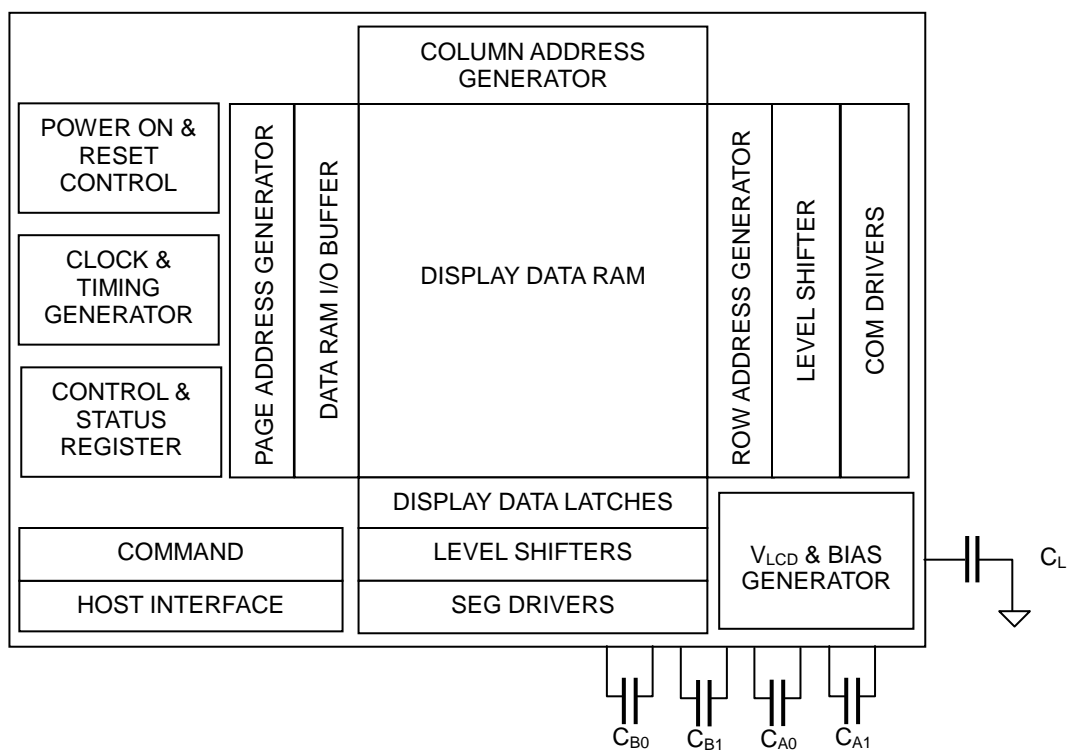 COLUMN ADDRESS
GENERATOR
POWER ON &
RESET
CONTROL
CLOCK &
TIMING
GENERATOR
CONTROL &
STATUS
REGISTER
PAGE ADDRESS GENERATOR
DATA RAM I/O BUFFER
DISPLAY DATA RAM
ROW ADDRESS GENERATOR
LEVEL SHIFTER
COM DRIVERS
DISPLAY DATA LATCHES
COMMAND
LEVEL SHIFTERS
HOST INTERFACE
SEG DRIVERS
VLCD & BIAS
GENERATOR
CL
CB0
CB1
CA0
CA1